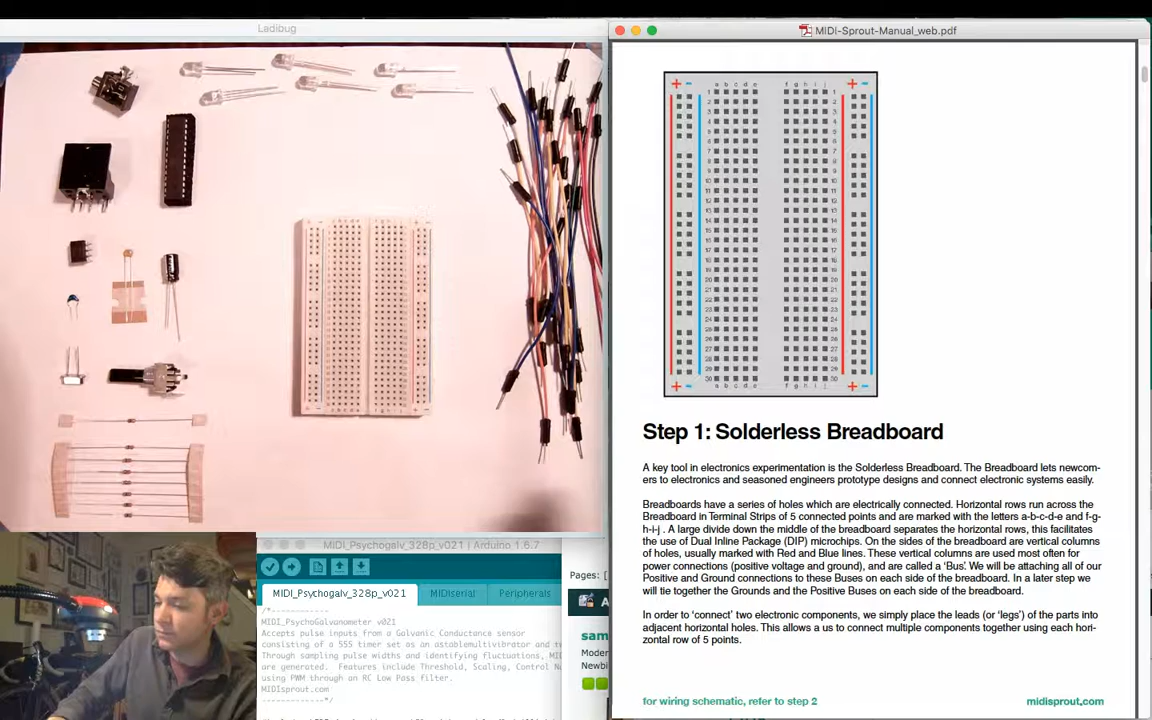 Ladibug
MIDI-Sprout-Manual_web.pdf
Step 1: Solderless Breadboard
A key tool in electronics experimentation is the Solderless Breadboard. The Breadboard lets newcom-
ers to electronics and seasoned engineers prototype designs and connect electronic systems easily.
Breadboards have a series of holes which are electrically connected. Horizontal rows run across the
Breadboard in Terminal Strips of 5 connected points and are marked with the letters a-b-c-d-e and f-g-
h-i-j . A large divide down the middle of the breadboard separates the horizontal rows, this facilitates
the use of Dual Inline Package (DIP) microchips. On the sides of the breadboard are vertical columns
of holes, usually marked with Red and Blue lines. These vertical columns are used most often for
power connections (positive voltage and ground), and are called a 'Bus'. We will be attaching all of our
Positive and Ground connections to these Buses on each side of the breadboard. In a later step we
will tie together the Grounds and the Positive Buses on each side of the breadboard.
In order to 'connect' two electronic components, we simply place the leads (or 'legs') of the parts into
adjacent horizontal holes. This allows a us to connect multiple components together using each hori-
zontal row of 5 points.
for wiring schematic, refer to step 2
midisprout.com
MIDI_Psychogalv_328p_v021 | Arduino 1.6.7
MIDI_Psychogalv_328p_v021 MIDIserial Peripherals
/*------------
MIDI_PsychoGalvanometer v021
Accepts pulse inputs from a Galvanic Conductance sensor
consisting of a 555 timer set as an astablemultivibrator and
Through sampling pulse widths and identifying fluctuations, MID
are generated. Features include Threshold, Scaling, Control N
using PWM through an RC Low Pass filter.
MIDIsprout.com
-------------*/
Pages: [
A
sam
Moder
Newbi